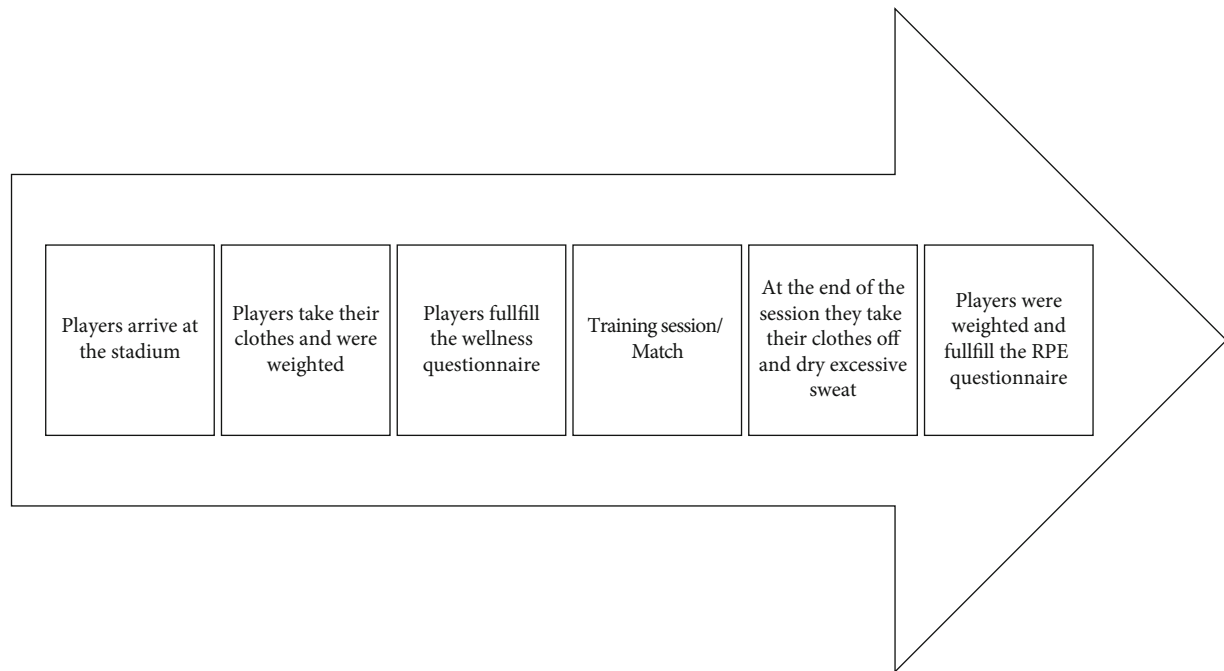 Players arrive at
the stadium
Players take their
clothes and were
weighted
Players fullfill
the wellness
questionnaire
Training session/
Match
At the end of the
session they take
their clothes off
and dry excessive
sweat
Players were
weighted and
fullfill the RPE
questionnaire